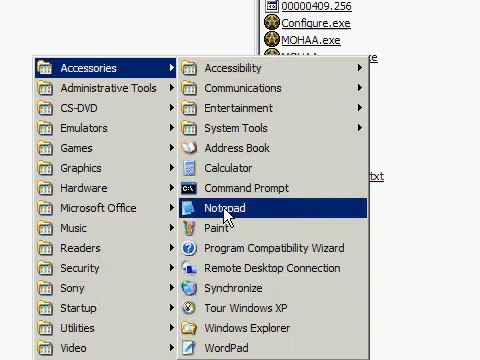 00000409.256
Configure.exe
MOHAA.exe
txt
Accessories
Administrative Tools
CS-DVD
Emulators
Games
Graphics
Hardware
Microsoft Office
Music
Readers
Security
Sony
Startup
Utilities
Video
Accessibility
Communications
Entertainment
System Tools
Address Book
Calculator
Command Prompt
Notepad
Paint
Program Compatibility Wizard
Remote Desktop Connection
Synchronize
Tour Windows XP
Windows Explorer
WordPad